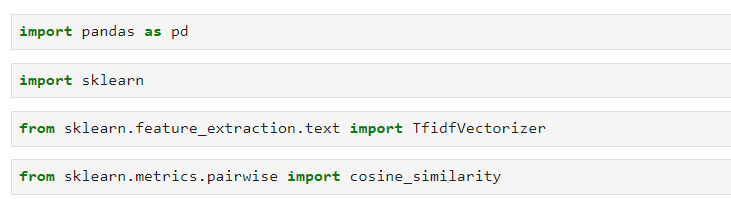 import pandas as pd
import sklearn
from sklearn.feature_extraction.text import TfidfVectorizer
from sklearn.metrics.pairwise import cosine_similarity